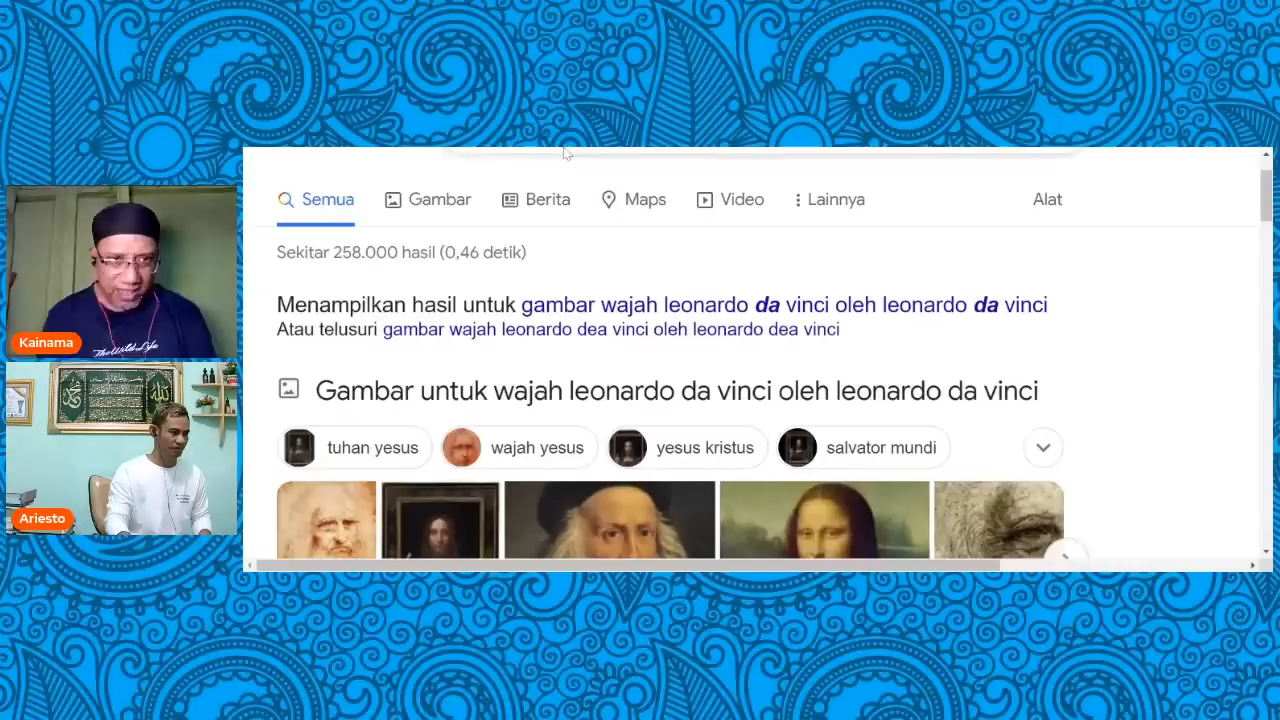 Semua
Gambar
Berita
Maps
Video
Lainnya
Alat
Sekitar 258.000 hasil (0,46 detik)
Menampilkan hasil untuk gambar wajah leonardo da vinci oleh leonardo da vinci
Atau telusuri gambar wajah leonardo dea vinci oleh leonardo dea vinci
Gambar untuk wajah leonardo da vinci oleh leonardo da vinci
tuhan yesus
wajah yesus
yesus kristus
salvator mundi
Kainama
The Wild Life
Ariesto